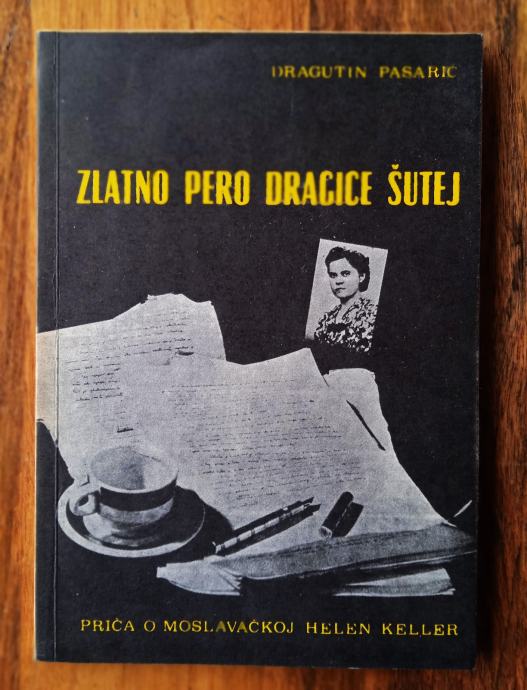 DRAGUTIN PASARIĆ
ZLATNO PERO DRAGICE ŠUTEJ
PRIČA O MOSLAVAČKOJ HELEN KELLER